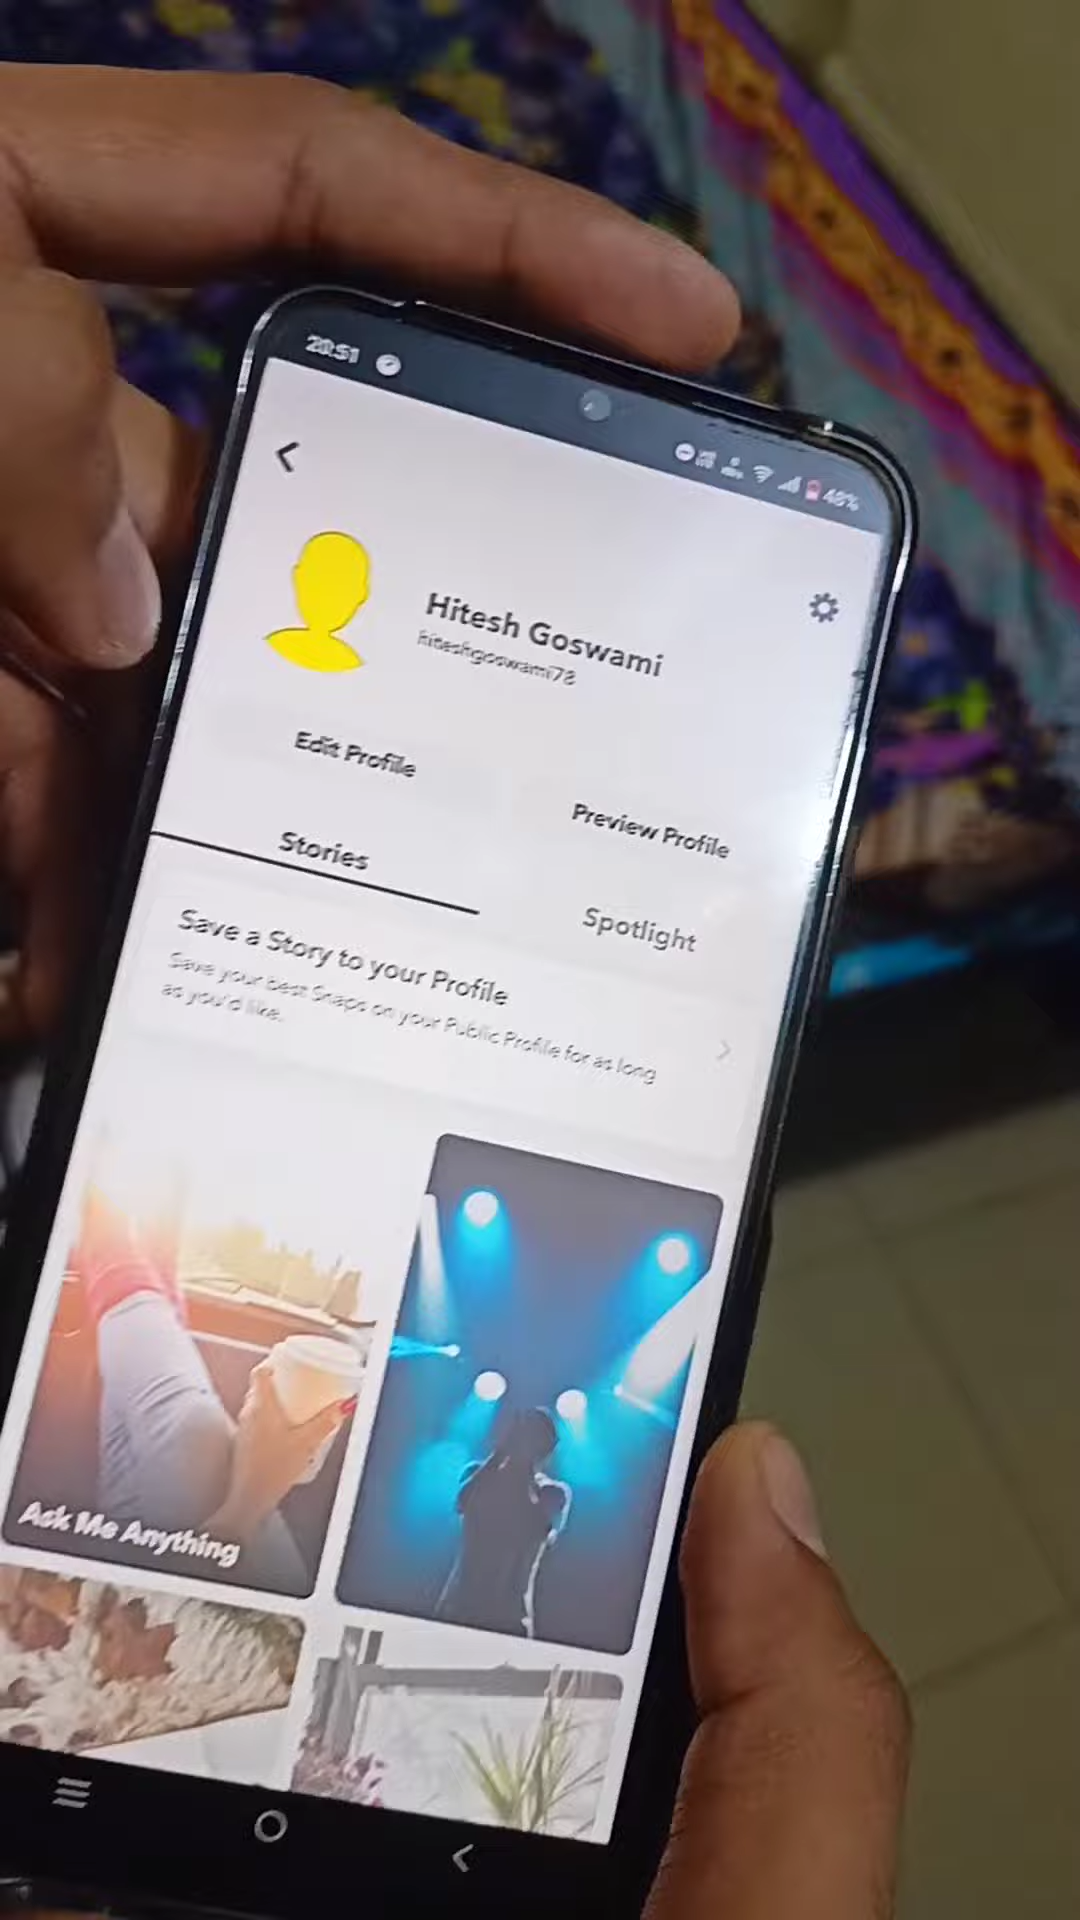 20:51
48%
Hitesh Goswami
hiteshgoswami78
Edit Profile
Preview Profile
Stories
Spotlight
Save a Story to your Profile
Save your best Snaps on your Public Profile for as long
as you'd like.
Ask Me Anything